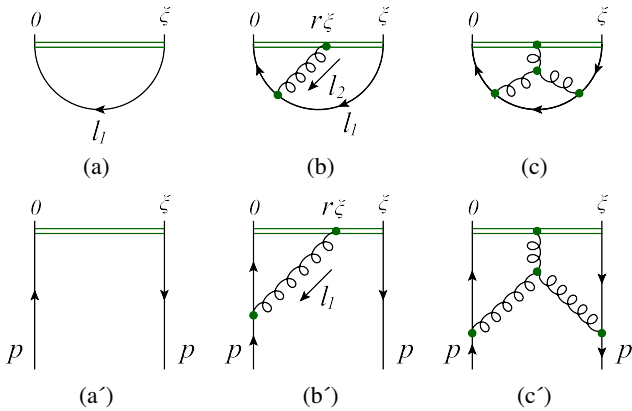 0 ξ 0 rξ ξ 0 ξ
l₂
l₁ l₁
(a) (b) (c)
0 ξ 0 rξ ξ 0 ξ
l₁
p p p p p p
(a´) (b´) (c´)